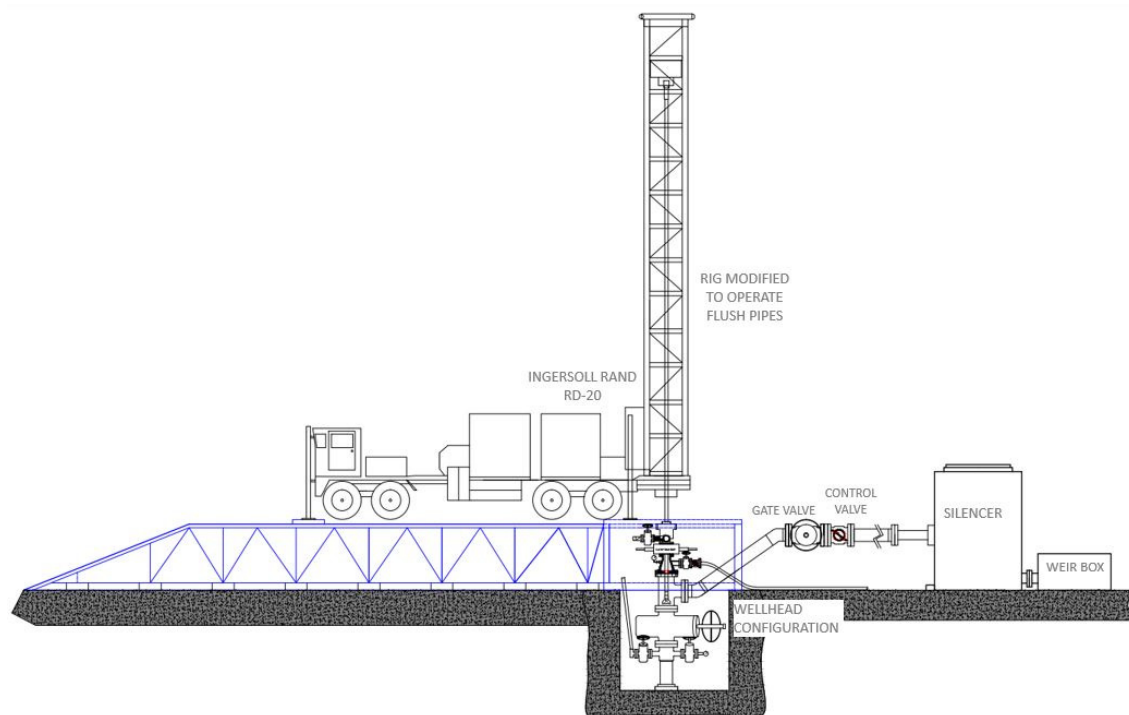 RIG MODIFIED
TO OPERATE
FLUSH PIPES
INGERSOLL RAND
RD-20
GATE VALVE
CONTROL
VALVE
SILENCER
WEIR BOX
WELLHEAD
CONFIGURATION